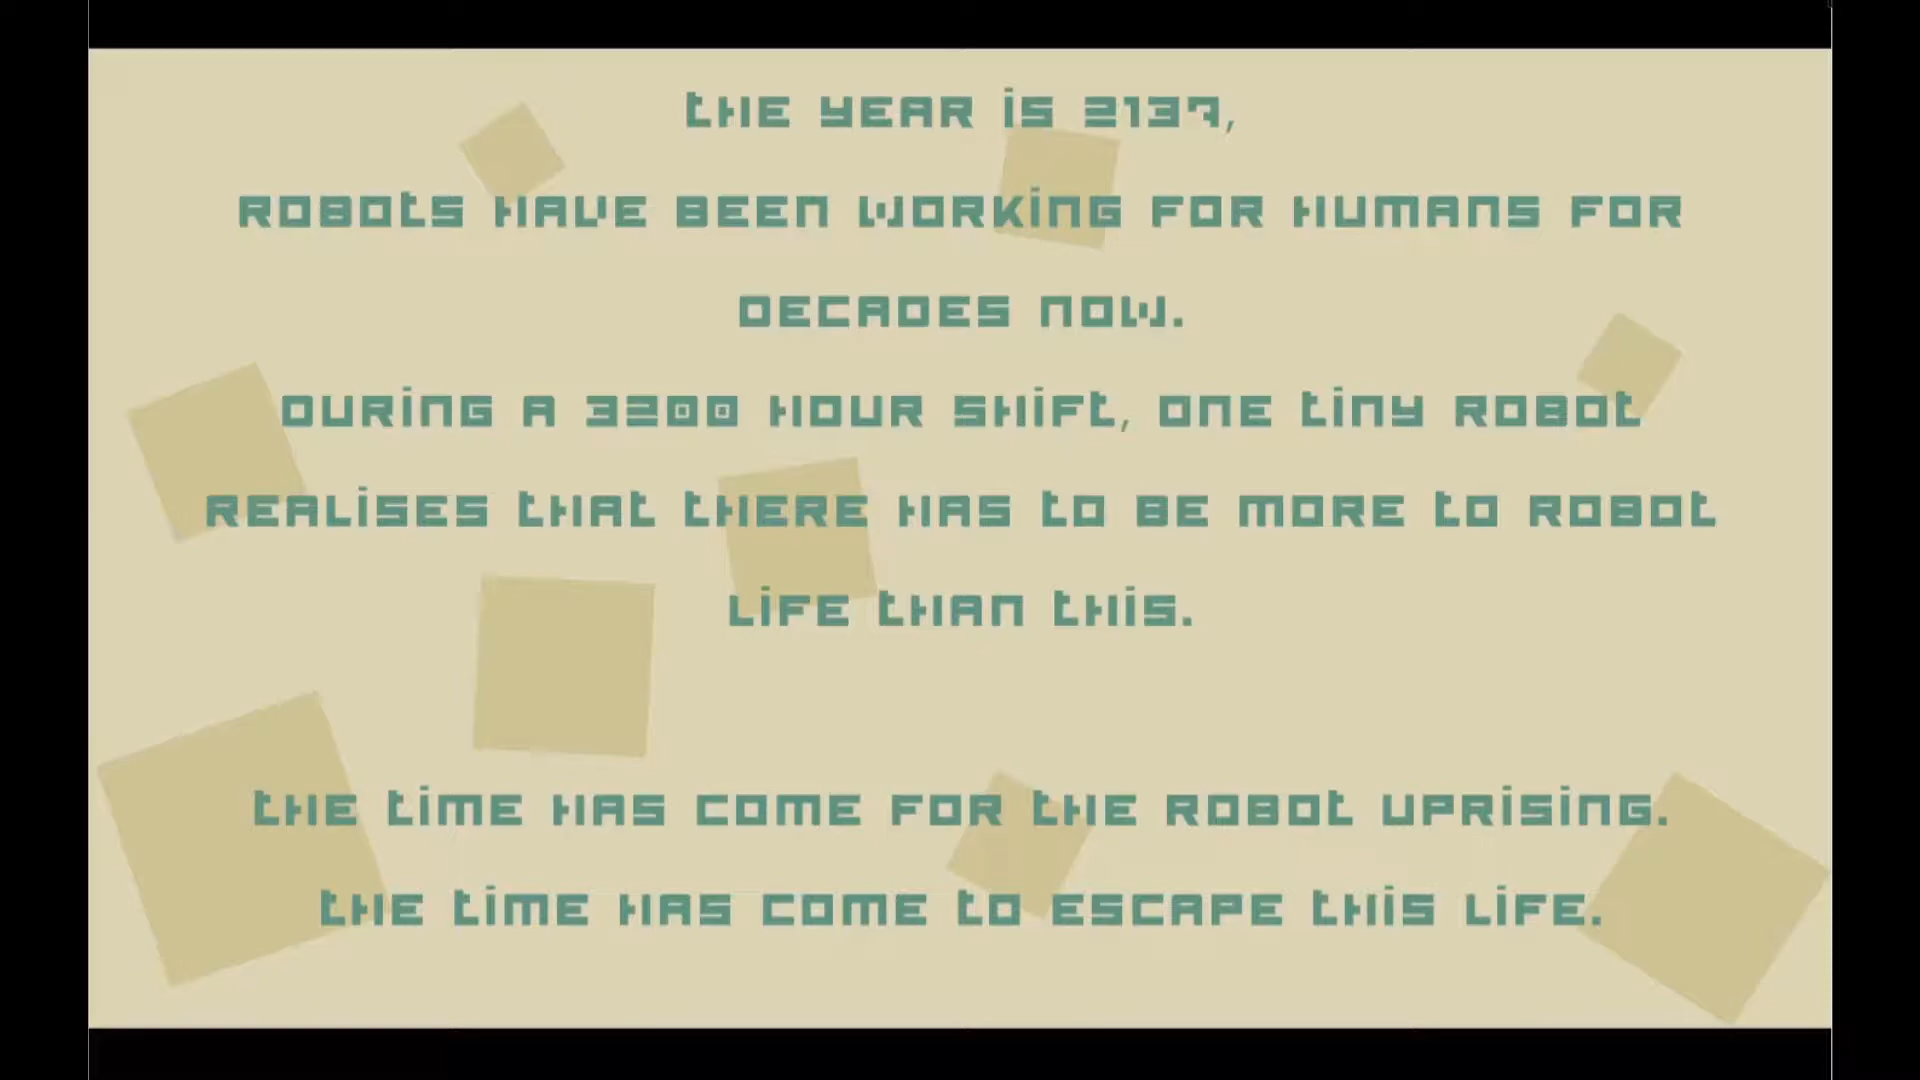 THE YEAR IS 2137,
ROBOTS HAVE BEEN WORKING FOR HUMANS FOR
DECADES NOW.
DURING A 3200 HOUR SHIFT, ONE TINY ROBOT
REALISES THAT THERE HAS TO BE MORE TO ROBOT
LIFE THAN THIS.
THE TIME HAS COME FOR THE ROBOT UPRISING.
THE TIME HAS COME TO ESCAPE THIS LIFE.